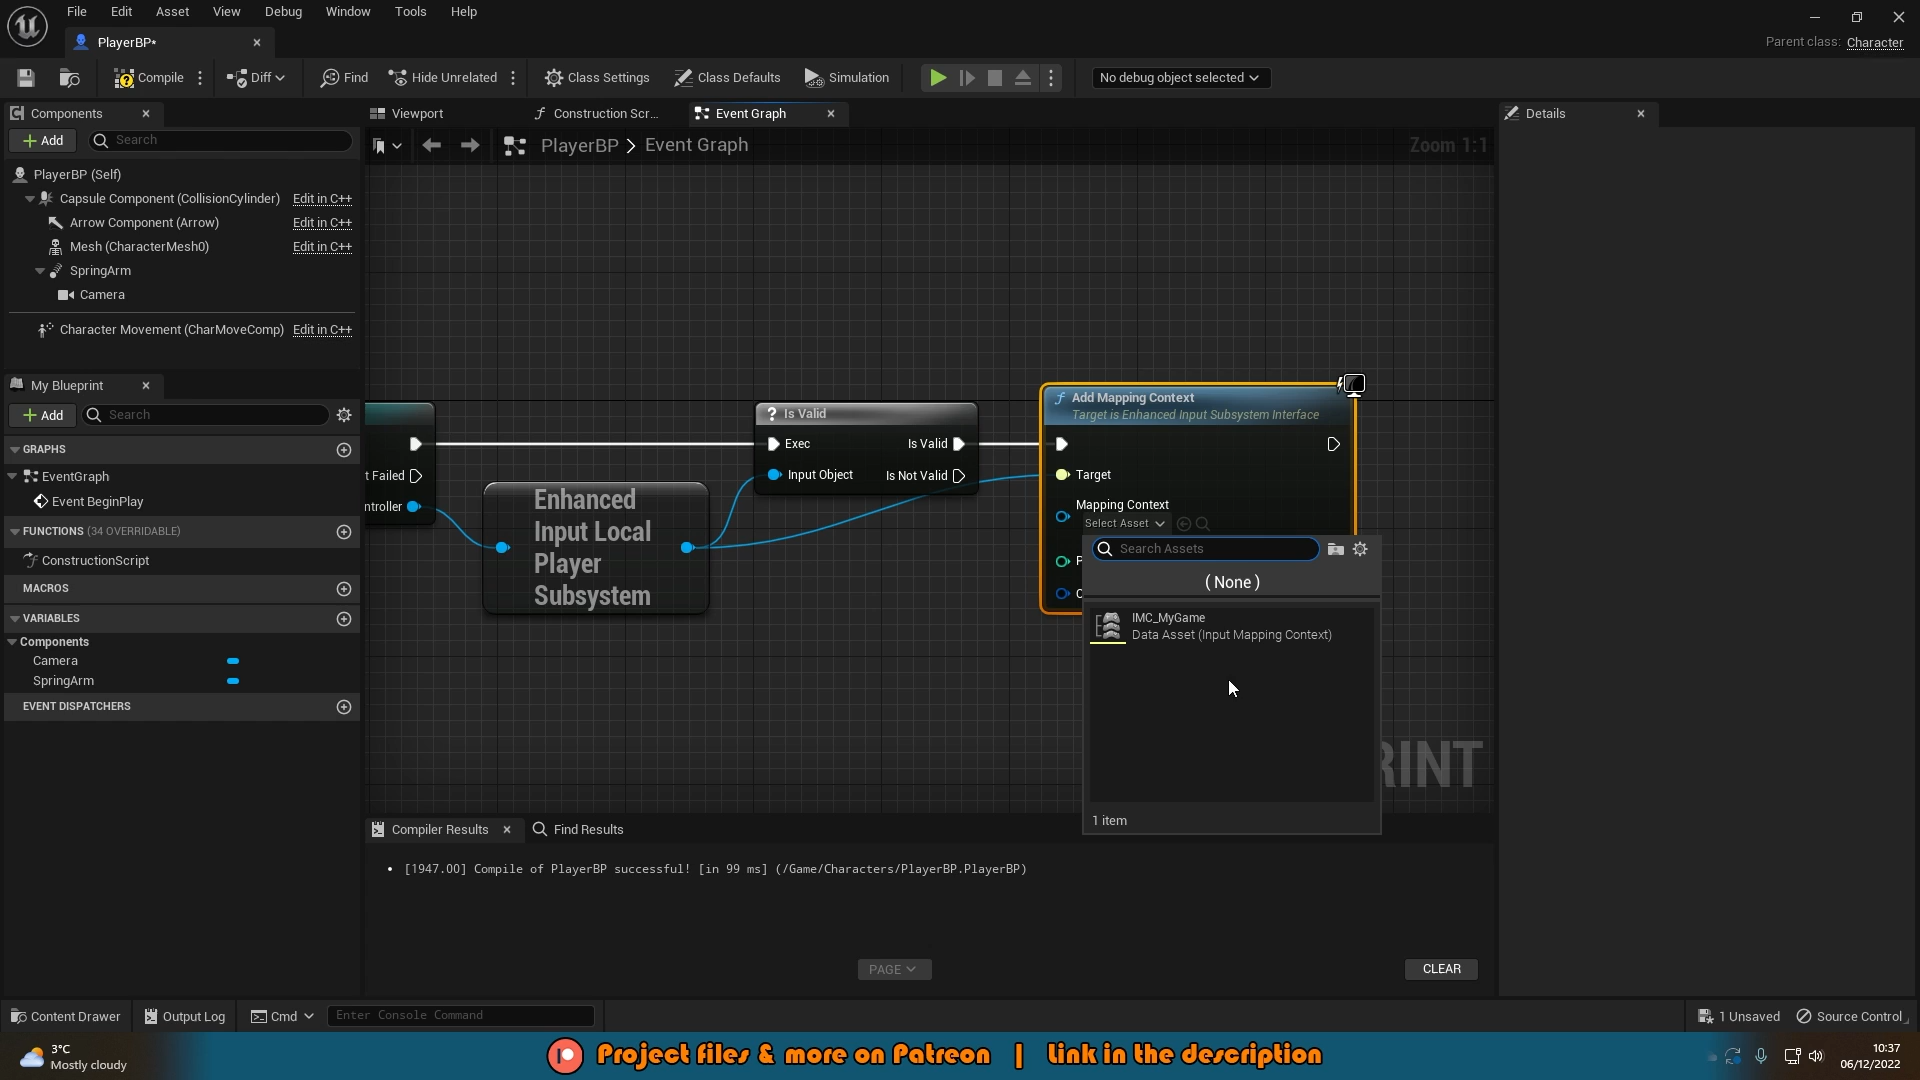 File Edit Asset View Debug Window Tools Help
PlayerBP*
Parent class: Character
Compile Diff Find Hide Unrelated Class Settings Class Defaults Simulation No debug object selected
Components
Add Search
PlayerBP (Self)
Capsule Component (CollisionCylinder) Edit in C++
Arrow Component (Arrow) Edit in C++
Mesh (CharacterMesh0) Edit in C++
SpringArm
Camera
Character Movement (CharMoveComp) Edit in C++
My Blueprint
Add Search
GRAPHS
EventGraph
Event BeginPlay
FUNCTIONS (34 OVERRIDABLE)
ConstructionScript
MACROS
VARIABLES
Components
Camera
SpringArm
EVENT DISPATCHERS
Viewport Construction Scr... Event Graph
PlayerBP > Event Graph Zoom 1:1
t Failed
ntroller
Enhanced
Input Local
Player
Subsystem
? Is Valid
Exec Is Valid
Input Object Is Not Valid
f Add Mapping Context
Target is Enhanced Input Subsystem Interface
Target
Mapping Context
Select Asset
P
Search Assets
( None )
IMC_MyGame
Data Asset (Input Mapping Context)
1 item
RINT
Compiler Results Find Results
• [1947.00] Compile of PlayerBP successful! [in 99 ms] (/Game/Characters/PlayerBP.PlayerBP)
PAGE CLEAR
Details
Content Drawer Output Log Cmd Enter Console Command 1 Unsaved Source Control
3°C
Mostly cloudy
Project files & more on Patreon | Link in the description
10:37
06/12/2022